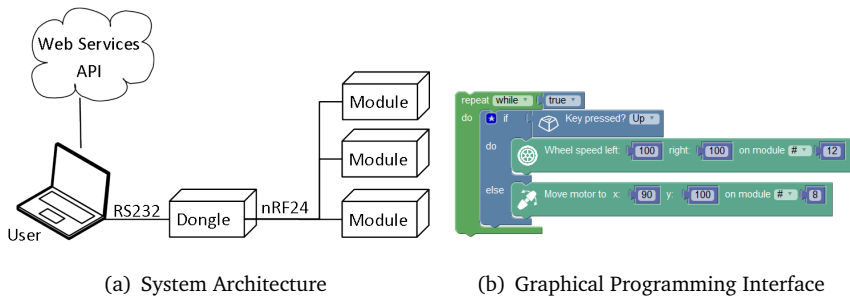 Web Services
API
Module
Module
Module
RS232
Dongle
nRF24
User
(a) System Architecture
repeat while true
do if Key pressed? Up
do Wheel speed left: 100 right: 100 on module # 12
else Move motor to x: 90 y: 100 on module # 8
(b) Graphical Programming Interface